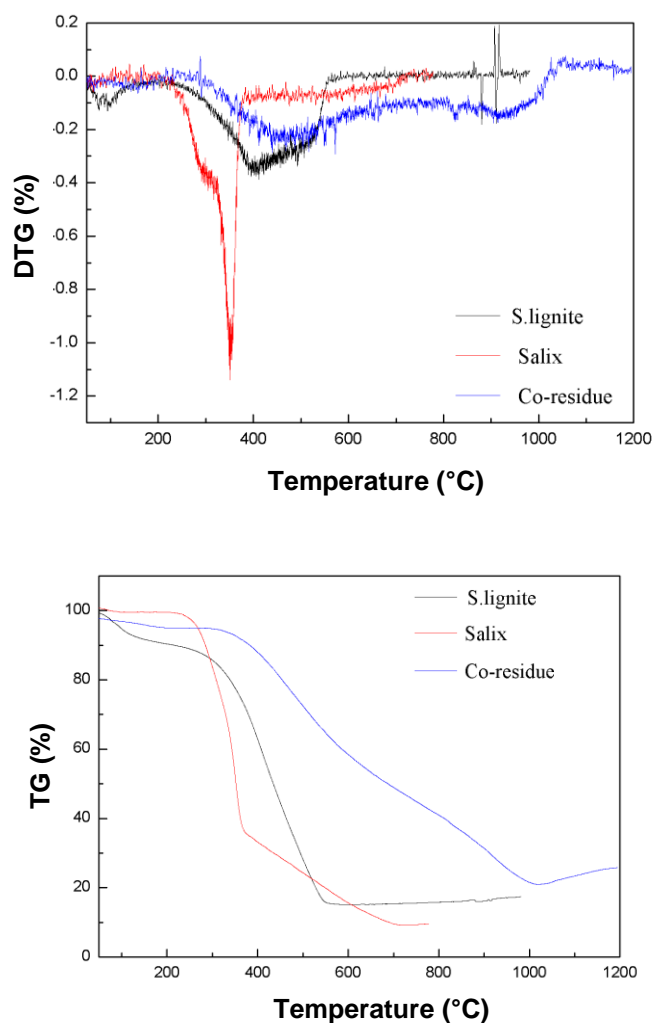 0.2
0.0
-0.2
-0.4
-0.6
-0.8
-1.0
-1.2
DTG (%)
S.lignite
Salix
Co-residue
200 400 600 800 1000 1200
Temperature (°C)
100
80
60
40
20
0
TG (%)
S.lignite
Salix
Co-residue
200 400 600 800 1000 1200
Temperature (°C)